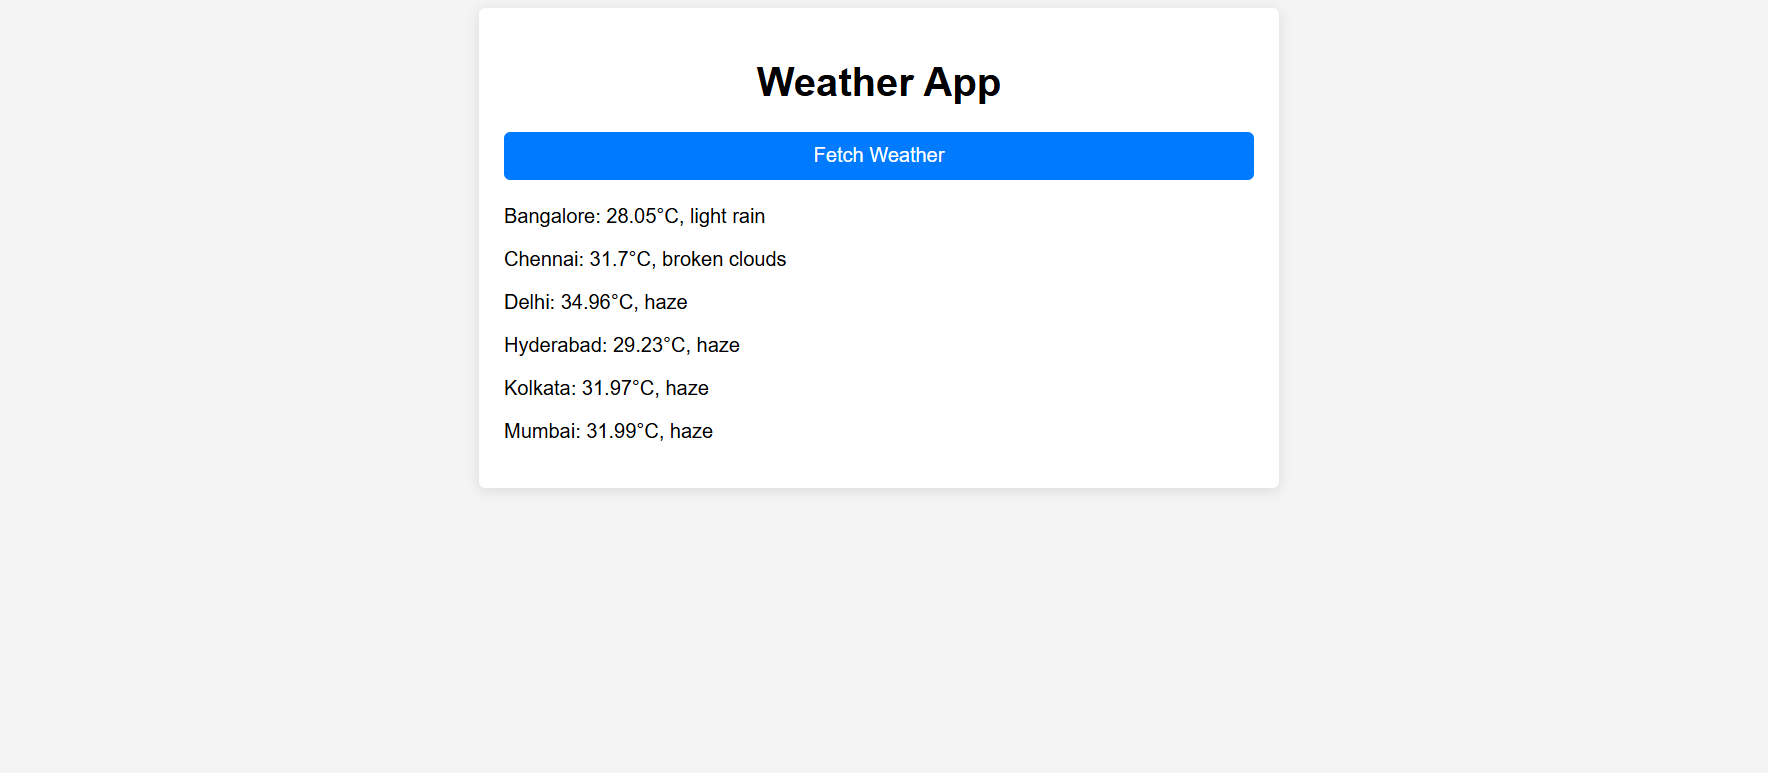 Weather App
Fetch Weather
Bangalore: 28.05°C, light rain
Chennai: 31.7°C, broken clouds
Delhi: 34.96°C, haze
Hyderabad: 29.23°C, haze
Kolkata: 31.97°C, haze
Mumbai: 31.99°C, haze